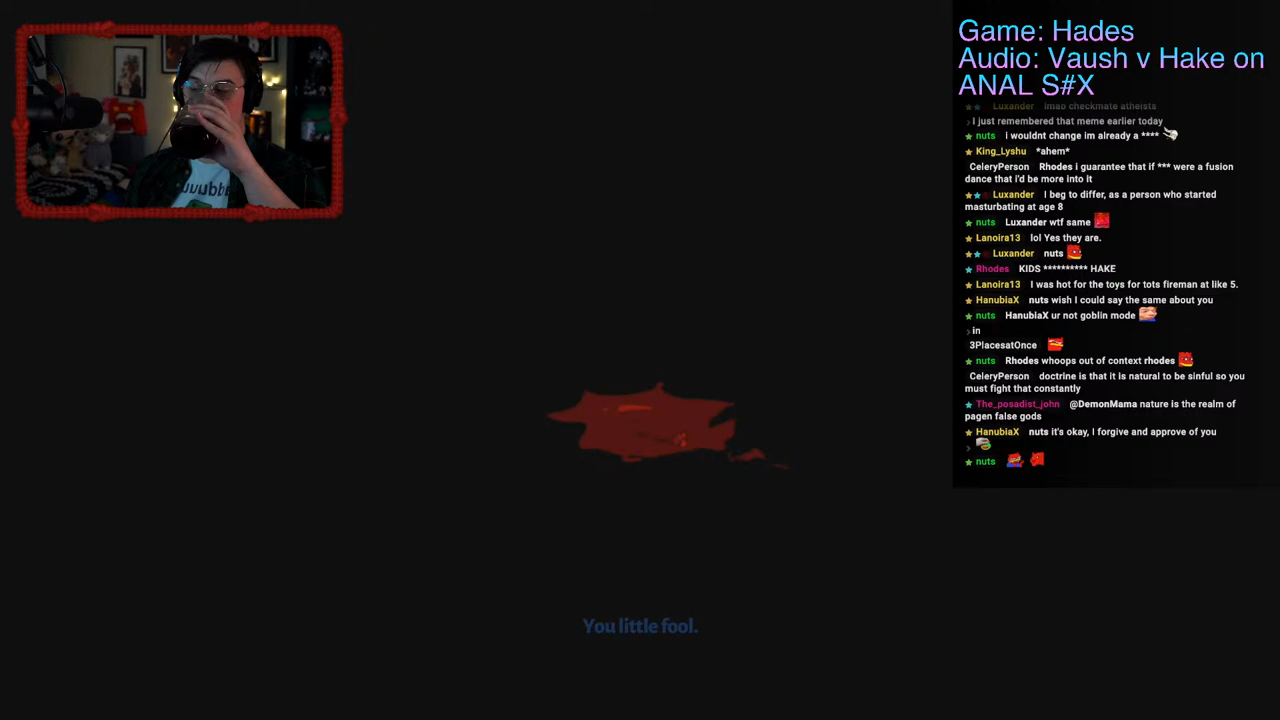 Game: Hades
Audio: Vaush v Hake on
ANAL S#X
Luxander lmao checkmate atheists
I just remembered that meme earlier today
nuts i wouldnt change im already a ****
King_Lyshu *ahem*
CeleryPerson Rhodes i guarantee that if *** were a fusion
dance that i'd be more into it
Luxander I beg to differ, as a person who started
masturbating at age 8
nuts Luxander wtf same
Lanoira13 lol Yes they are.
Luxander nuts
Rhodes KIDS ********** HAKE
Lanoira13 I was hot for the toys for tots fireman at like 5.
HanubiaX nuts wish I could say the same about you
nuts HanubiaX ur not goblin mode
in
3PlacesatOnce
nuts Rhodes whoops out of context rhodes
CeleryPerson doctrine is that it is natural to be sinful so you
must fight that constantly
The_posadist_john @DemonMama nature is the realm of
pagen false gods
HanubiaX nuts it's okay, I forgive and approve of you
nuts
You little fool.